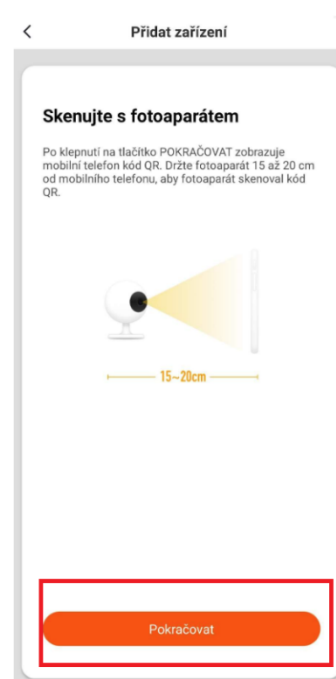 Přidat zařízení
Skenujte s fotoaparátem
Po klepnutí na tlačítko POKRAČOVAT zobrazuje
mobilní telefon kód QR. Držte fotoaparát 15 až 20 cm
od mobilního telefonu, aby fotoaparát skenoval kód
QR.
15~20cm
Pokračovat